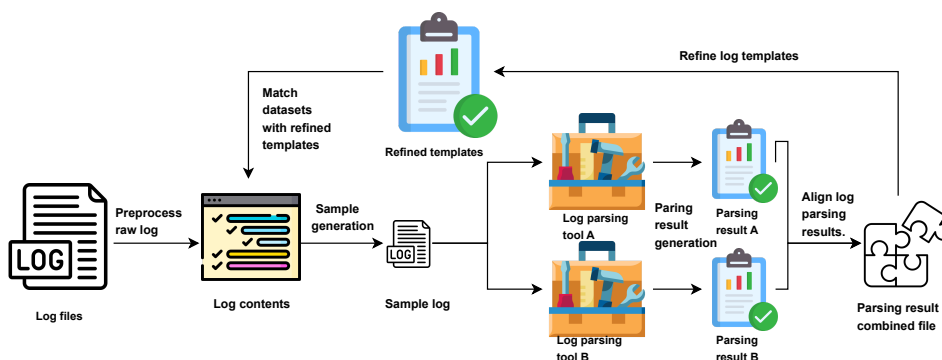 Refine log templates
Match
datasets
with refined
templates
Refined templates
Preprocess
raw log
LOG
Log files
Log contents
Sample
generation
LOG
Sample log
Log parsing
tool A
Log parsing
tool B
Paring
result
generation
Parsing
result A
Parsing
result B
Align log
parsing
results.
Parsing result
combined file